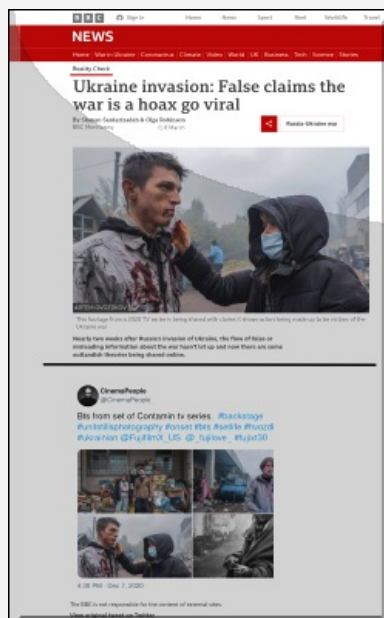 BBC Sign in Home News Sport Reel Worklife Travel
NEWS
Home War in Ukraine Coronavirus Climate Video World UK Business Tech Science Stories
Reality Check
Ukraine invasion: False claims the
war is a hoax go viral
By Olga Robinson
BBC Monitoring 8 March
Russia-Ukraine war
This footage from a 2020 TV series is being shared with claims it shows actors being made-up to be victims of the
Ukraine war
Nearly two weeks after Russia's invasion of Ukraine, the flow of false or
misleading information about the war hasn't let up and now there are some
outlandish theories being shared online.
CinemaPeople
@CinemaPeople
Bts from set of Contamin tv series. #backstage
#unitstillsphotography #onset #bts #setlife #hvozdi
#ukrainian @FujifilmX_US @_fujilove_ #fujixt30
4:38 PM · Dec 7, 2020
The BBC is not responsible for the content of external sites.
View original tweet on Twitter